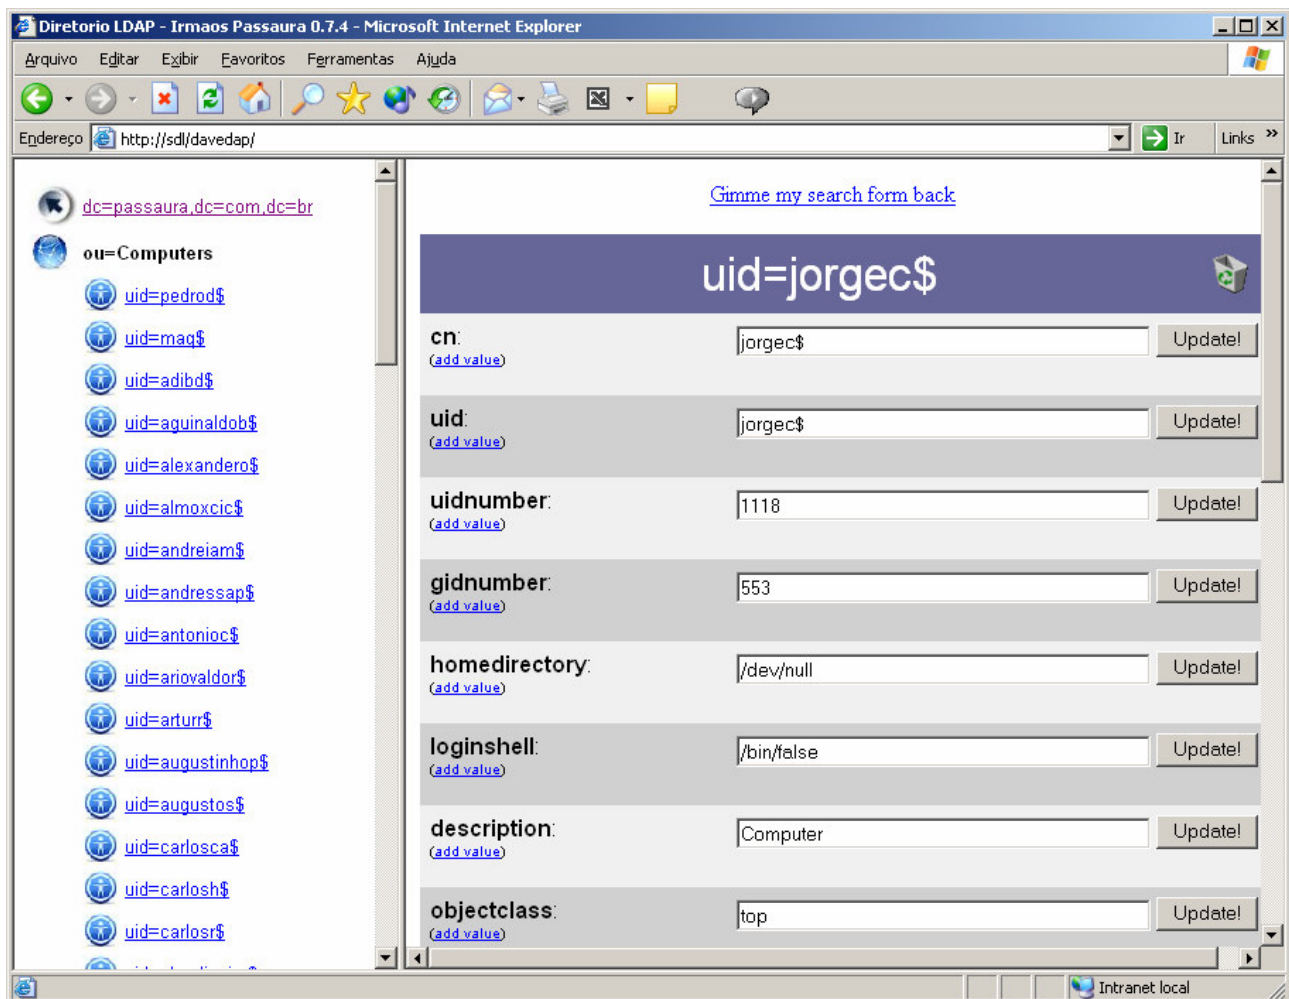 Diretorio LDAP - Irmaos Passaura 0.7.4 - Microsoft Internet Explorer
Arquivo Editar Exibir Favoritos Ferramentas Ajuda
Endereço http://sdl/davedap/ Ir Links »
dc=passaura,dc=com,dc=br
ou=Computers
uid=pedrod$
uid=maq$
uid=adibd$
uid=aguinaldob$
uid=alexandero$
uid=almoxcic$
uid=andreiam$
uid=andressap$
uid=antonioc$
uid=ariovaldor$
uid=arturr$
uid=augustinhop$
uid=augustos$
uid=carlosca$
uid=carlosh$
uid=carlosr$
Gimme my search form back
uid=jorgec$
cn: jorgec$ Update!
(add value)
uid: jorgec$ Update!
(add value)
uidnumber: 1118 Update!
(add value)
gidnumber: 553 Update!
(add value)
homedirectory: /dev/null Update!
(add value)
loginshell: /bin/false Update!
(add value)
description: Computer Update!
(add value)
objectclass: top Update!
(add value)
Intranet local